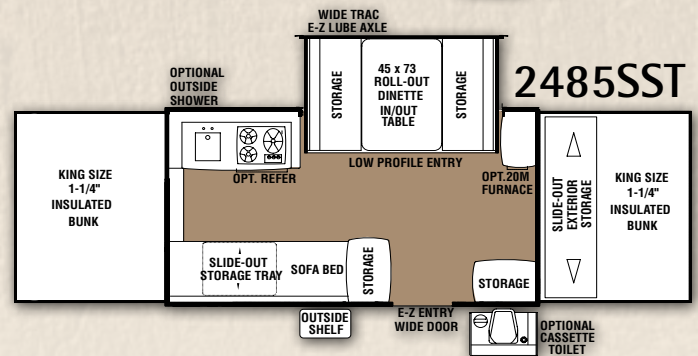 WIDE TRAC
E-Z LUBE AXLE
2485SST
OPTIONAL
OUTSIDE
SHOWER
STORAGE
45 x 73
ROLL-OUT
DINETTE
IN/OUT
TABLE
STORAGE
LOW PROFILE ENTRY
OPT. REFER
OPT.20M
FURNACE
KING SIZE
1-1/4"
INSULATED
BUNK
SLIDE-OUT
EXTERIOR
STORAGE
KING SIZE
1-1/4"
INSULATED
BUNK
SLIDE-OUT
STORAGE TRAY
SOFA BED
STORAGE
STORAGE
OUTSIDE
SHELF
E-Z ENTRY
WIDE DOOR
OPTIONAL
CASSETTE
TOILET